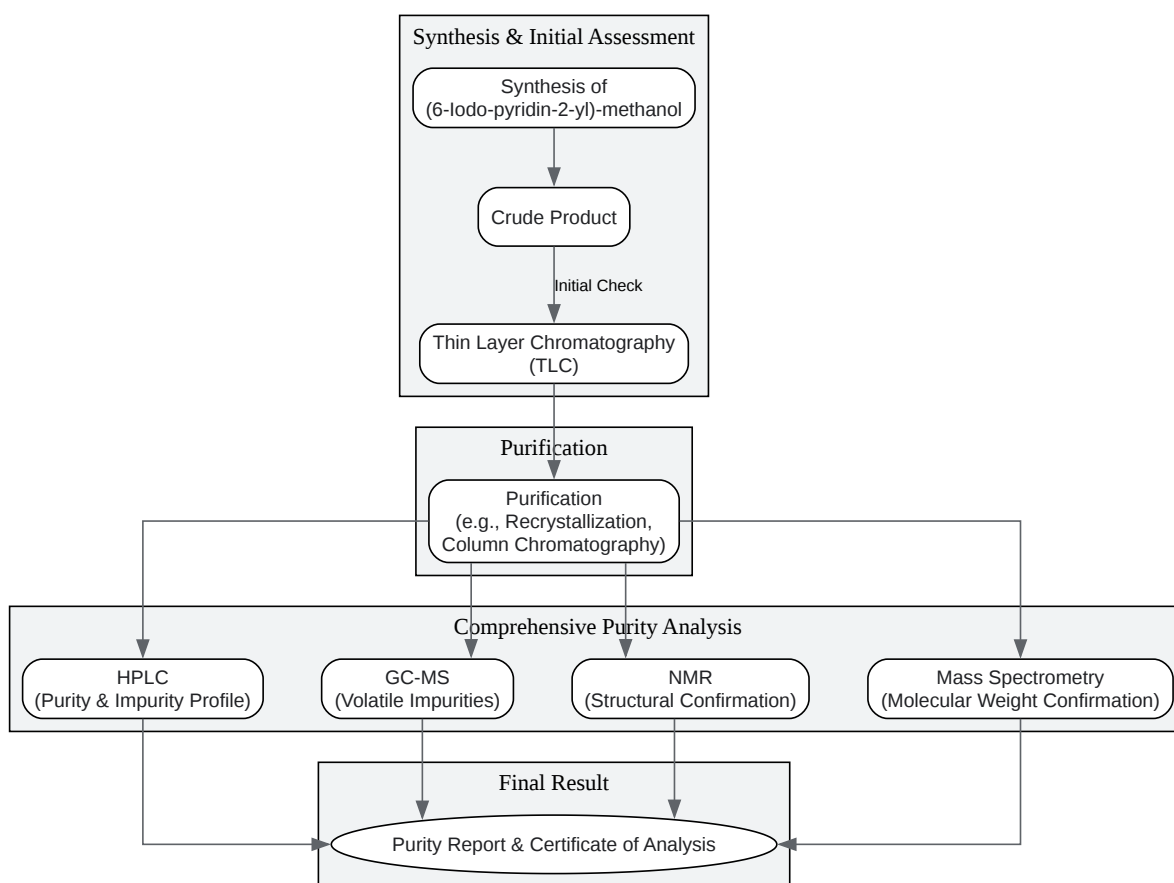 Synthesis & Initial Assessment
Synthesis of
(6-Iodo-pyridin-2-yl)-methanol
Crude Product
Initial Check
Thin Layer Chromatography
(TLC)
Purification
Purification
(e.g., Recrystallization,
Column Chromatography)
Comprehensive Purity Analysis
HPLC
(Purity & Impurity Profile)
GC-MS
(Volatile Impurities)
NMR
(Structural Confirmation)
Mass Spectrometry
(Molecular Weight Confirmation)
Final Result
Purity Report & Certificate of Analysis